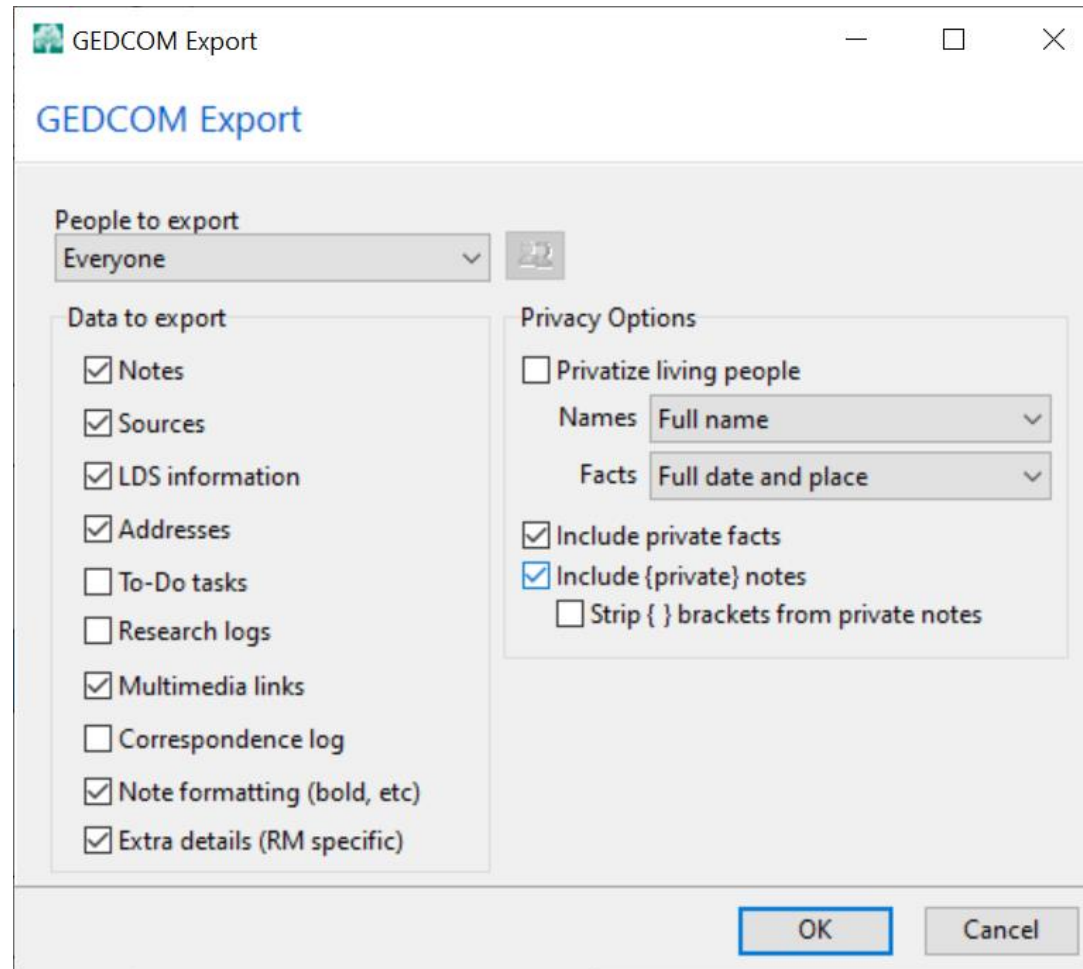 GEDCOM Export
GEDCOM Export
People to export
Everyone
Data to export
Notes
Sources
LDS information
Addresses
To-Do tasks
Research logs
Multimedia links
Correspondence log
Note formatting (bold, etc)
Extra details (RM specific)
Privacy Options
Privatize living people
Names Full name
Facts Full date and place
Include private facts
Include {private} notes
Strip { } brackets from private notes
OK Cancel